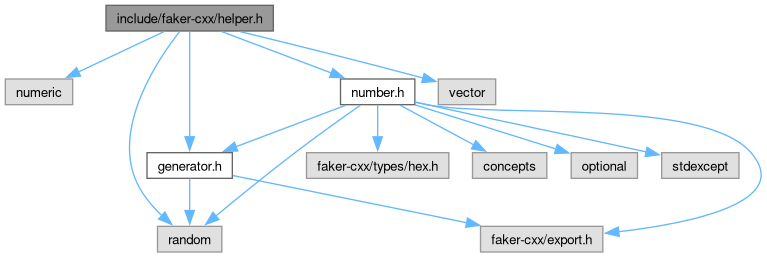 include/faker-cxx/helper.h
numeric
number.h
vector
generator.h
faker-cxx/types/hex.h
concepts
optional
stdexcept
random
faker-cxx/export.h